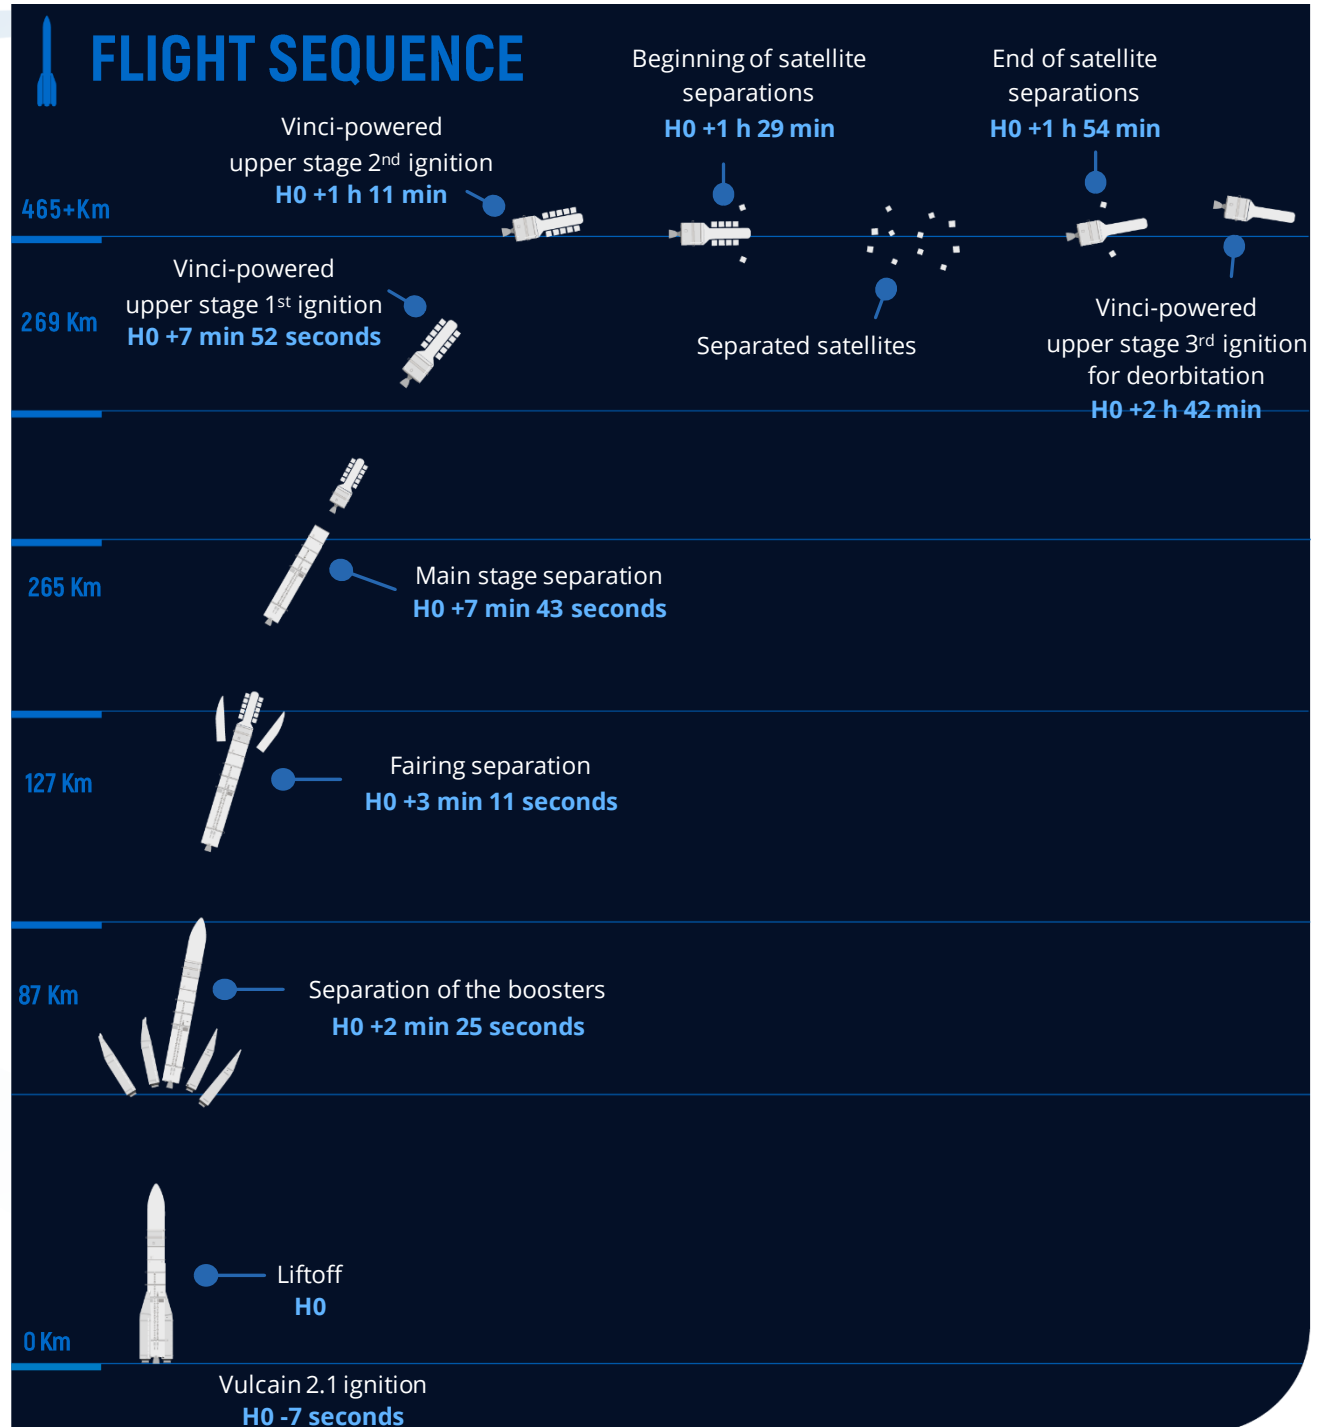 FLIGHT SEQUENCE
Beginning of satellite
separations
H0 +1 h 29 min
End of satellite
separations
H0 +1 h 54 min
Vinci-powered
upper stage 2nd ignition
H0 +1 h 11 min
465+Km
Vinci-powered
upper stage 1st ignition
H0 +7 min 52 seconds
269 Km
Separated satellites
Vinci-powered
upper stage 3rd ignition
for deorbitation
H0 +2 h 42 min
265 Km
Main stage separation
H0 +7 min 43 seconds
127 Km
Fairing separation
H0 +3 min 11 seconds
87 Km
Separation of the boosters
H0 +2 min 25 seconds
Liftoff
H0
0 Km
Vulcain 2.1 ignition
H0 -7 seconds